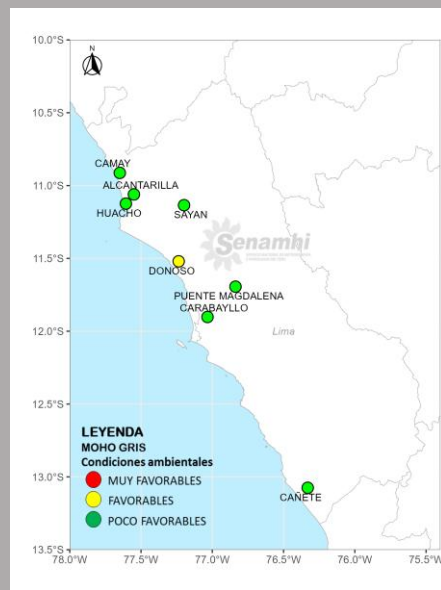 N
10.0°S
10.5°S
11.0°S
11.5°S
12.0°S
12.5°S
13.0°S
13.5°S
CAMAY
ALCANTARILLA
HUACHO
SAYAN
Senamhi
DONOSO
PUENTE MAGDALENA
CARABAYLLO
Lima
CAÑETE
LEYENDA
MOHO GRIS
Condiciones ambientales
MUY FAVORABLES
FAVORABLES
POCO FAVORABLES
78.0°W 77.5°W 77.0°W 76.5°W 76.0°W 75.5°W